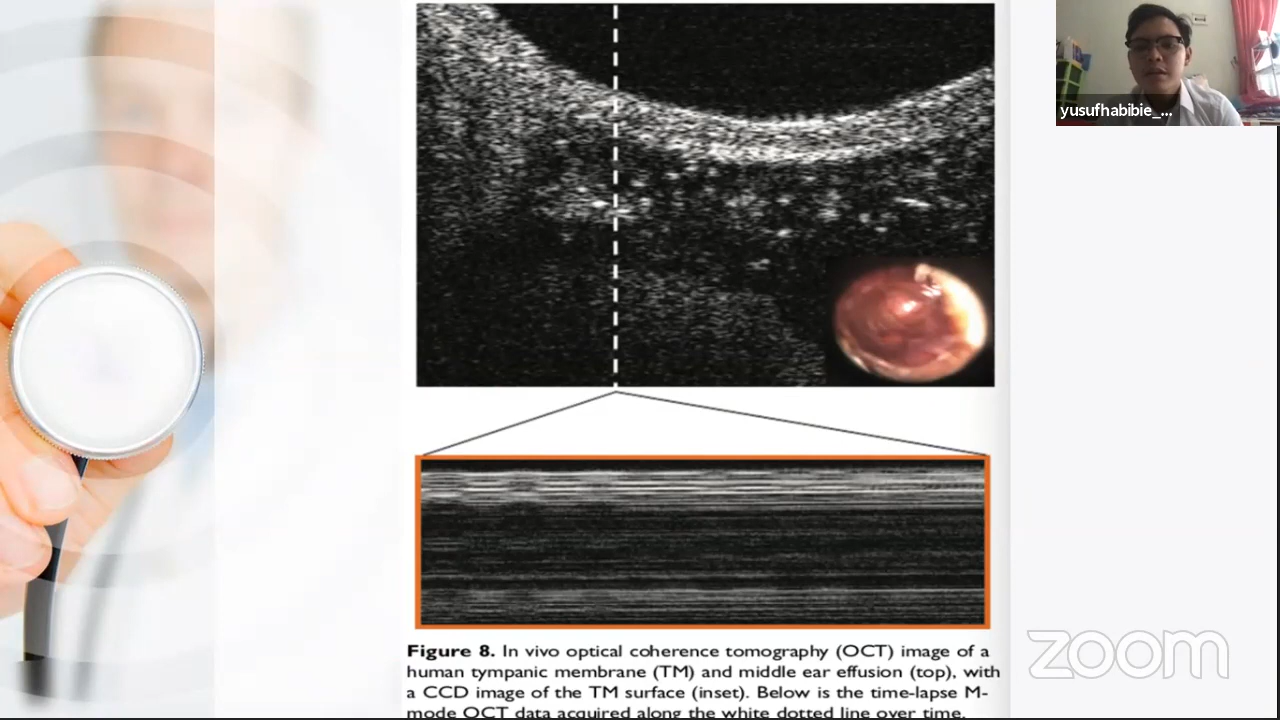 yusufhabibie_...
Figure 8. In vivo optical coherence tomography (OCT) image of a
human tympanic membrane (TM) and middle ear effusion (top), with
a CCD image of the TM surface (inset). Below is the time-lapse M-
mode OCT data acquired along the white dotted line over time.
zoom